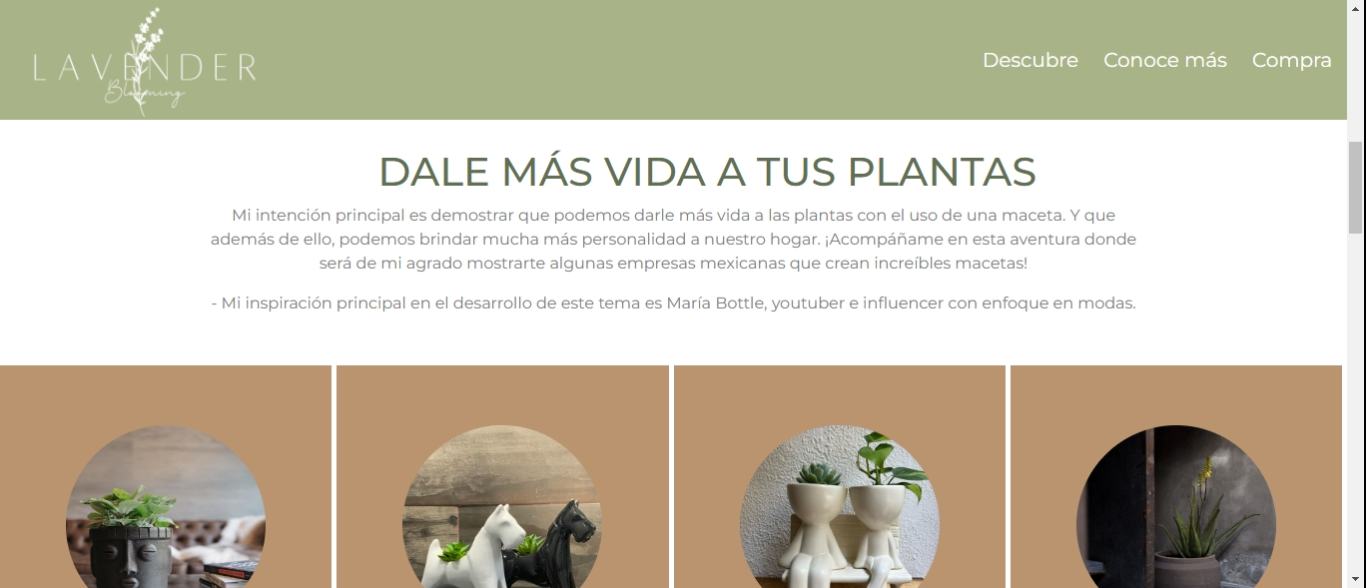 LAVENDER
Blooming
Descubre Conoce más Compra
DALE MÁS VIDA A TUS PLANTAS
Mi intención principal es demostrar que podemos darle más vida a las plantas con el uso de una maceta. Y que
además de ello, podemos brindar mucha más personalidad a nuestro hogar. ¡Acompáñame en esta aventura donde
será de mi agrado mostrarte algunas empresas mexicanas que crean increíbles macetas!
- Mi inspiración principal en el desarrollo de este tema es María Bottle, youtuber e influencer con enfoque en modas.